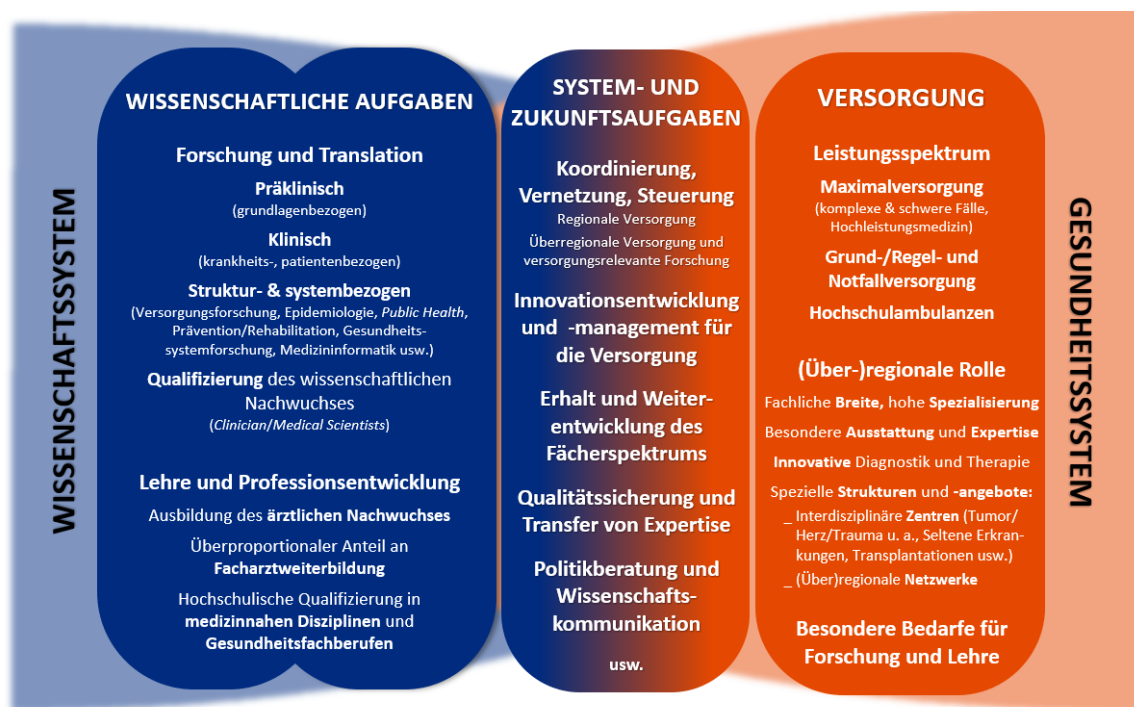 WISSENSCHAFTSSYSTEM
WISSENSCHAFTLICHE AUFGABEN
Forschung und Translation
Präklinisch
(grundlagenbezogen)
Klinisch
(krankheits-, patientenbezogen)
Struktur- & systembezogen
(Versorgungsforschung, Epidemiologie, Public Health,
Prävention/Rehabilitation, Gesundheits-
systemforschung, Medizininformatik usw.)
Qualifizierung des wissenschaftlichen
Nachwuchses
(Clinician/Medical Scientists)
Lehre und Professionsentwicklung
Ausbildung des ärztlichen Nachwuchses
Überproportionaler Anteil an
Facharztweiterbildung
Hochschulische Qualifizierung in
medizinnahen Disziplinen und
Gesundheitsfachberufen
SYSTEM- UND
ZUKUNFTSAUFGABEN
Koordinierung,
Vernetzung, Steuerung
Regionale Versorgung
Überregionale Versorgung und
versorgungsrelevante Forschung
Innovationsentwicklung
und -management für
die Versorgung
Erhalt und Weiter-
entwicklung des
Fächerspektrums
Qualitätssicherung und
Transfer von Expertise
Politikberatung und
Wissenschafts-
kommunikation
usw.
VERSORGUNG
Leistungsspektrum
Maximalversorgung
(komplexe & schwere Fälle,
Hochleistungsmedizin)
Grund-/Regel- und
Notfallversorgung
Hochschulambulanzen
(Über-)regionale Rolle
Fachliche Breite, hohe Spezialisierung
Besondere Ausstattung und Expertise
Innovative Diagnostik und Therapie
Spezielle Strukturen und -angebote:
_ Interdisziplinäre Zentren (Tumor/
Herz/Trauma u. a., Seltene Erkran-
kungen, Transplantationen usw.)
_ (Über)regionale Netzwerke
Besondere Bedarfe für
Forschung und Lehre
GESUNDHEITSSYSTEM